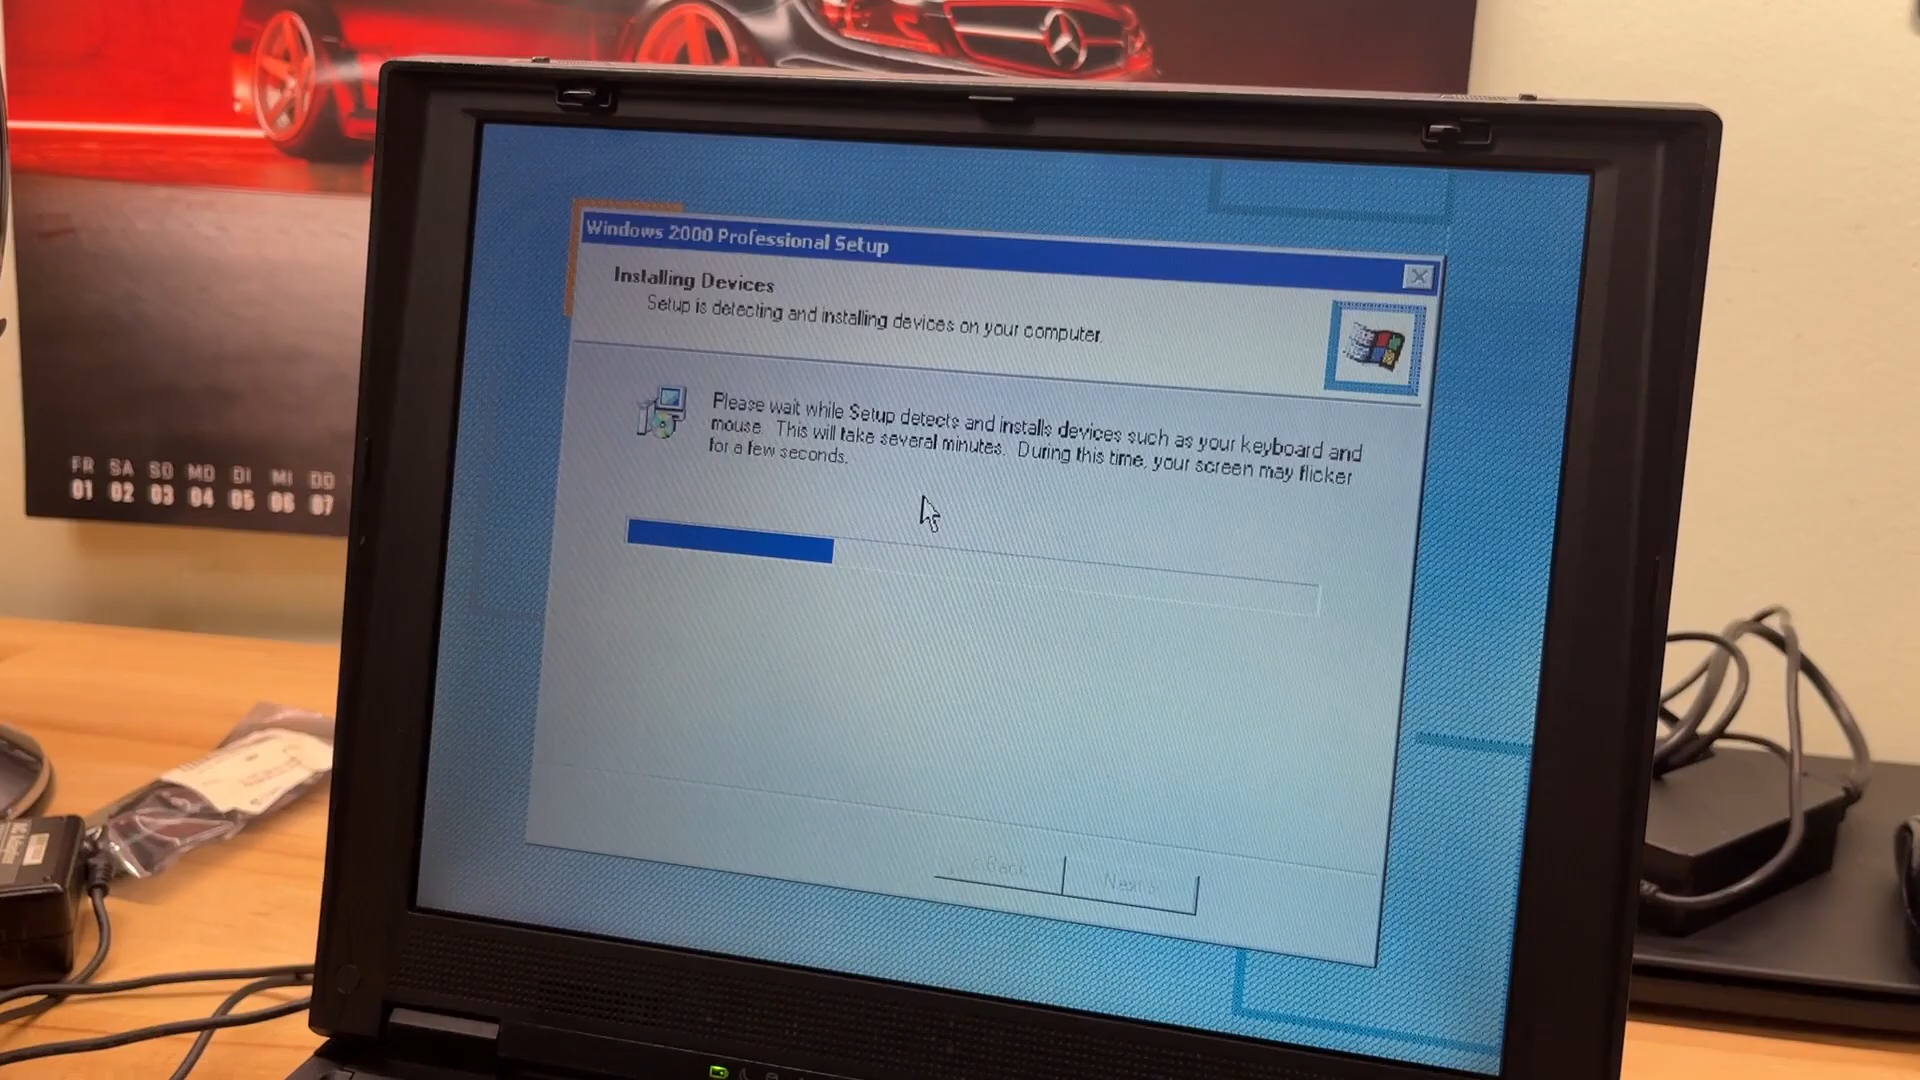 Windows 2000 Professional Setup
Installing Devices
Setup is detecting and installing devices on your computer.
Please wait while Setup detects and installs devices such as your keyboard and
mouse. This will take several minutes. During this time, your screen may flicker
for a few seconds.
< Back
Next >
FR SA SO MO DI MI DO
01 02 03 04 05 06 07
AC Adapter